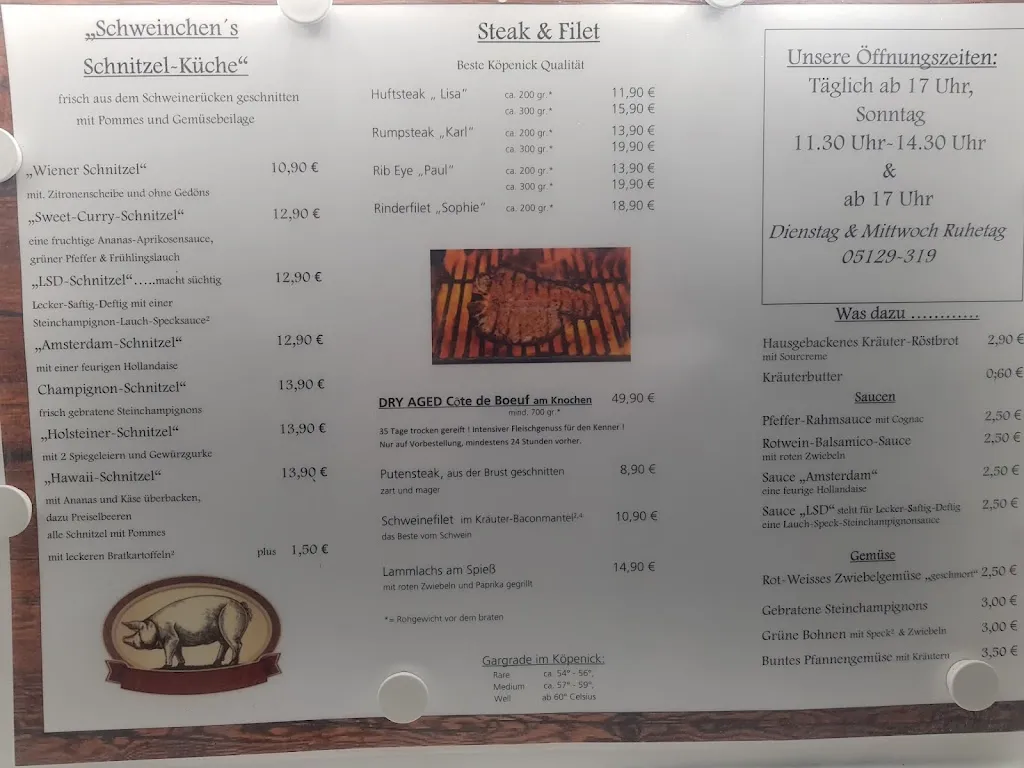 „Schweinchen´s
Schnitzel-Küche“
frisch aus dem Schweinerücken geschnitten
mit Pommes und Gemüsebeilage
„Wiener Schnitzel“ 10,90 €
mit. Zitronenscheibe und ohne Gedöns
„Sweet-Curry-Schnitzel“ 12,90 €
eine fruchtige Ananas-Aprikosensauce,
grüner Pfeffer & Frühlingslauch
„LSD-Schnitzel“…..macht süchtig 12,90 €
Lecker-Saftig-Deftig mit einer
Steinchampignon-Lauch-Specksauce²
„Amsterdam-Schnitzel“ 12,90 €
mit einer feurigen Hollandaise
Champignon-Schnitzel“ 13,90 €
frisch gebratene Steinchampignons
„Holsteiner-Schnitzel“ 13,90 €
mit 2 Spiegeleiern und Gewürzgurke
„Hawaii-Schnitzel“ 13,90 €
mit Ananas und Käse überbacken,
dazu Preiselbeeren
alle Schnitzel mit Pommes
mit leckeren Bratkartoffeln² plus 1,50 €
Steak & Filet
Beste Köpenick Qualität
Huftsteak „ Lisa“ ca. 200 gr.* 11,90 €
ca. 300 gr.* 15,90 €
Rumpsteak „Karl“ ca. 200 gr.* 13,90 €
ca. 300 gr.* 19,90 €
Rib Eye „Paul“ ca. 200 gr.* 13,90 €
ca. 300 gr.* 19,90 €
Rinderfilet „Sophie“ ca. 200 gr.* 18,90 €
DRY AGED Côte de Boeuf am Knochen 49,90 €
mind. 700 gr.*
35 Tage trocken gereift ! Intensiver Fleischgenuss für den Kenner !
Nur auf Vorbestellung, mindestens 24 Stunden vorher.
Putensteak, aus der Brust geschnitten 8,90 €
zart und mager
Schweinefilet im Kräuter-Baconmantel²,⁴ 10,90 €
das Beste vom Schwein
Lammlachs am Spieß 14,90 €
mit roten Zwiebeln und Paprika gegrillt
*= Rohgewicht vor dem braten
Gargrade im Köpenick:
Rare ca. 54° - 56°,
Medium ca. 57° - 59°,
Well ab 60° Celsius
Unsere Öffnungszeiten:
Täglich ab 17 Uhr,
Sonntag
11.30 Uhr-14.30 Uhr
&
ab 17 Uhr
Dienstag & Mittwoch Ruhetag
05129-319
Was dazu …………
Hausgebackenes Kräuter-Röstbrot 2,90 €
mit Sourcreme
Kräuterbutter 0,60 €
Saucen
Pfeffer-Rahmsauce mit Cognac 2,50 €
Rotwein-Balsamico-Sauce 2,50 €
mit roten Zwiebeln
Sauce „Amsterdam“ 2,50 €
eine feurige Hollandaise
Sauce „LSD“ steht für Lecker-Saftig-Deftig 2,50 €
eine Lauch-Speck-Steinchampignonsauce
Gemüse
Rot-Weisses Zwiebelgemüse „geschmort“ 2,50 €
Gebratene Steinchampignons 3,00 €
Grüne Bohnen mit Speck² & Zwiebeln 3,00 €
Buntes Pfannengemüse mit Kräutern 3,50 €